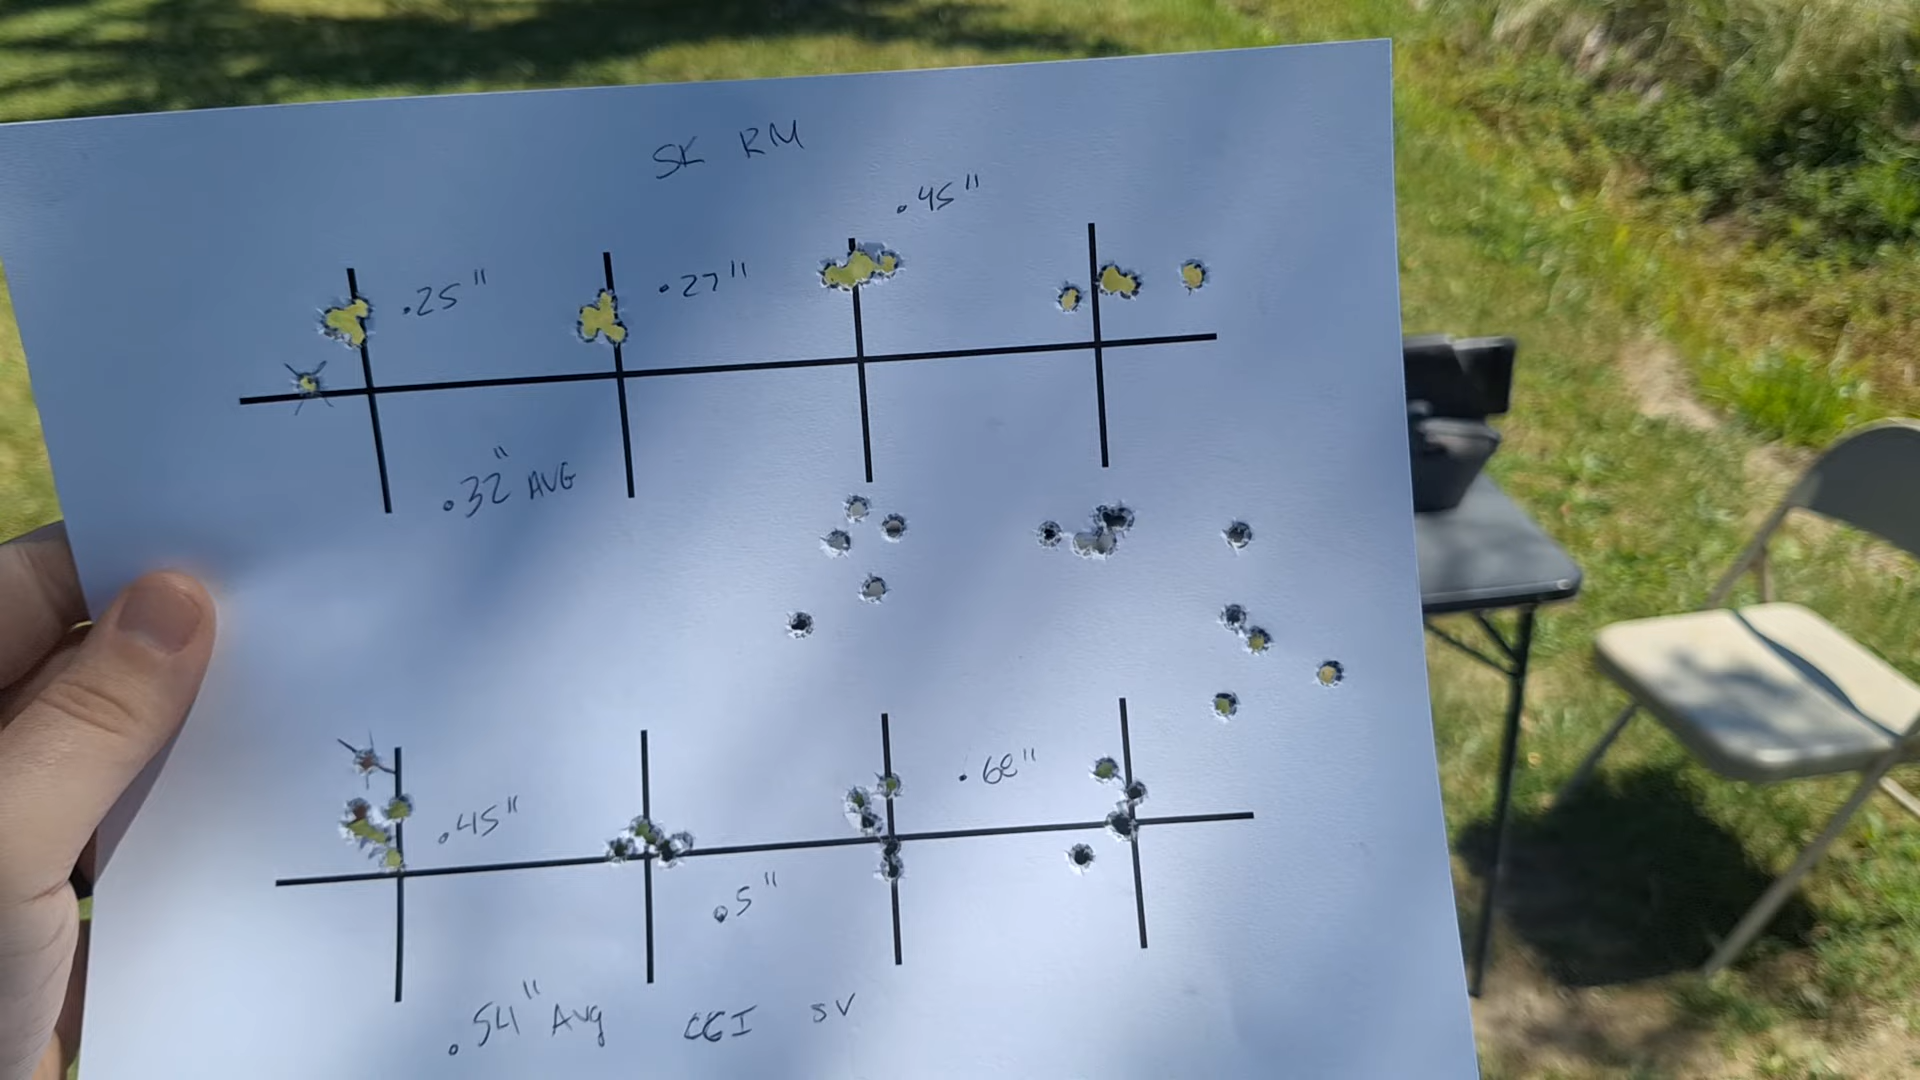 SK RM
.45"
.25"
.27"
.32" AVG
.68"
.45"
.5"
.54" Avg CCI SV